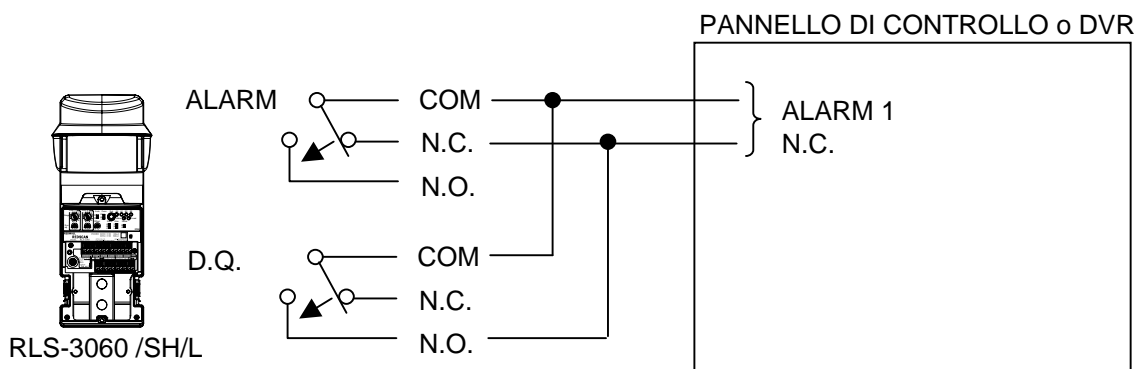 PANNELLO DI CONTROLLO o DVR
ALARM
COM
N.C.
N.O.
ALARM 1
N.C.
D.Q.
COM
N.C.
N.O.
RLS-3060 /SH/L